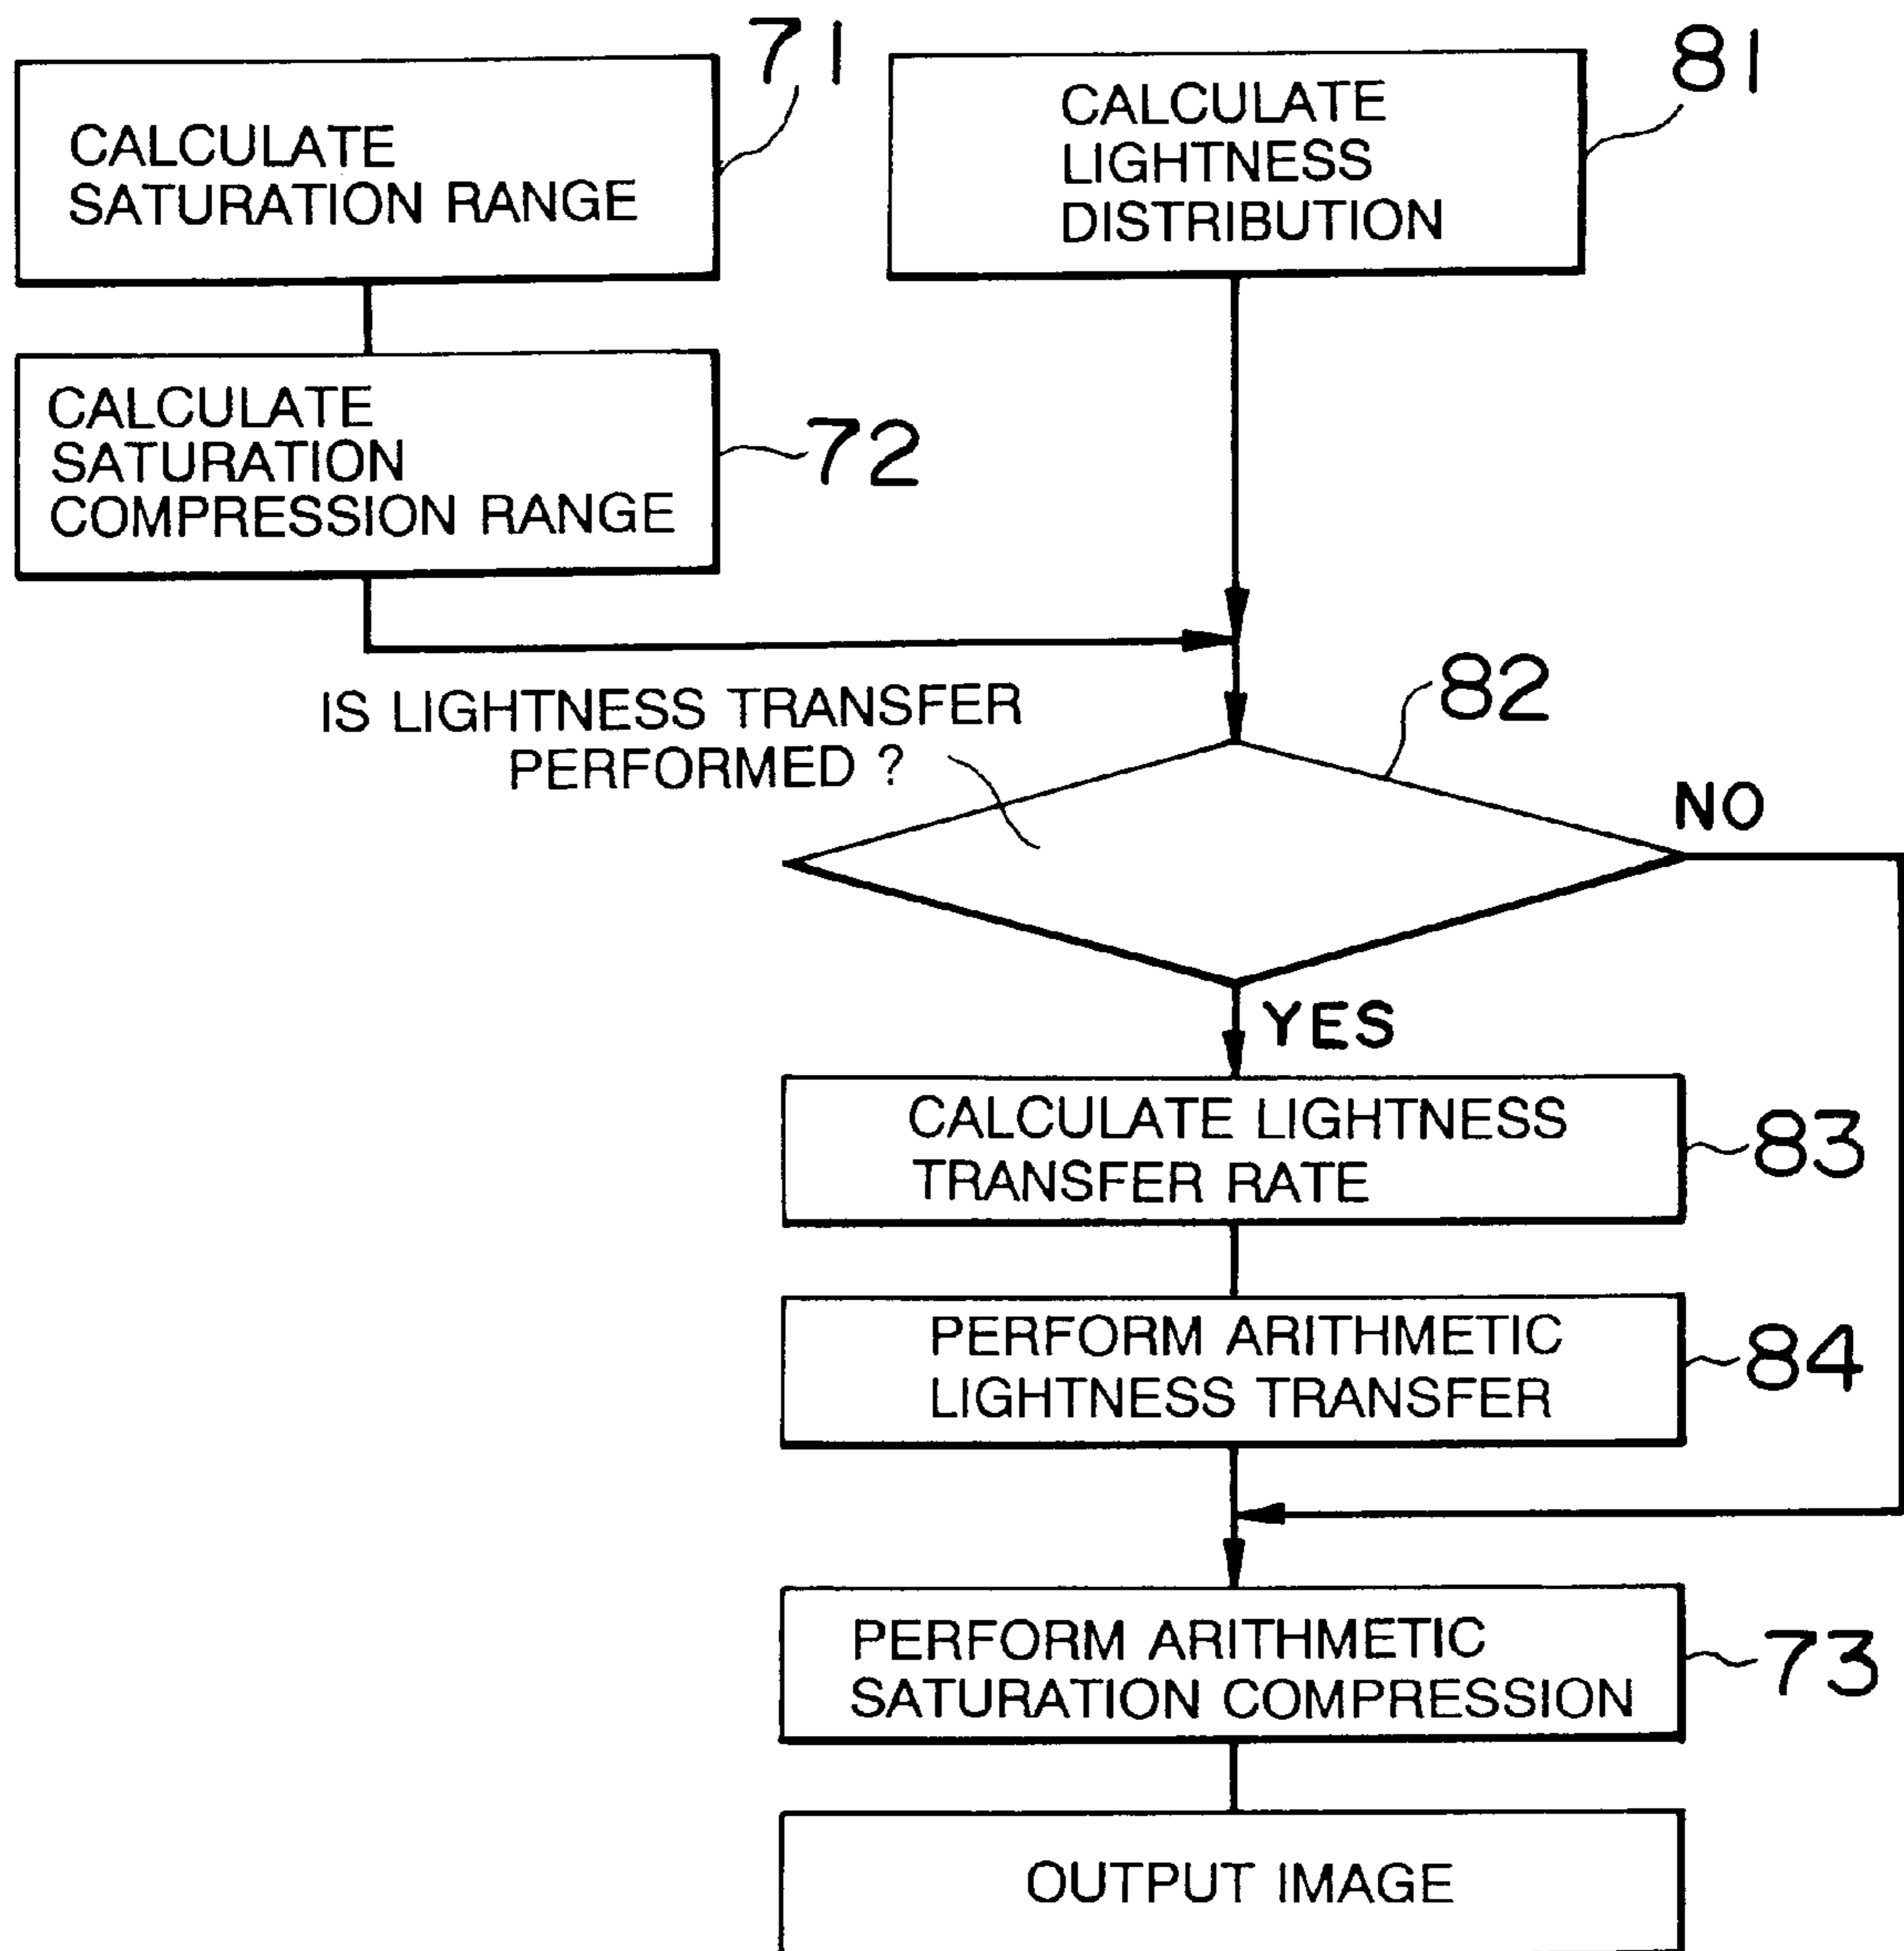 71
CALCULATE
SATURATION RANGE
81
CALCULATE
LIGHTNESS
DISTRIBUTION
72
CALCULATE
SATURATION
COMPRESSION RANGE
82
IS LIGHTNESS TRANSFER
PERFORMED ?
NO
YES
83
CALCULATE LIGHTNESS
TRANSFER RATE
84
PERFORM ARITHMETIC
LIGHTNESS TRANSFER
73
PERFORM ARITHMETIC
SATURATION COMPRESSION
OUTPUT IMAGE